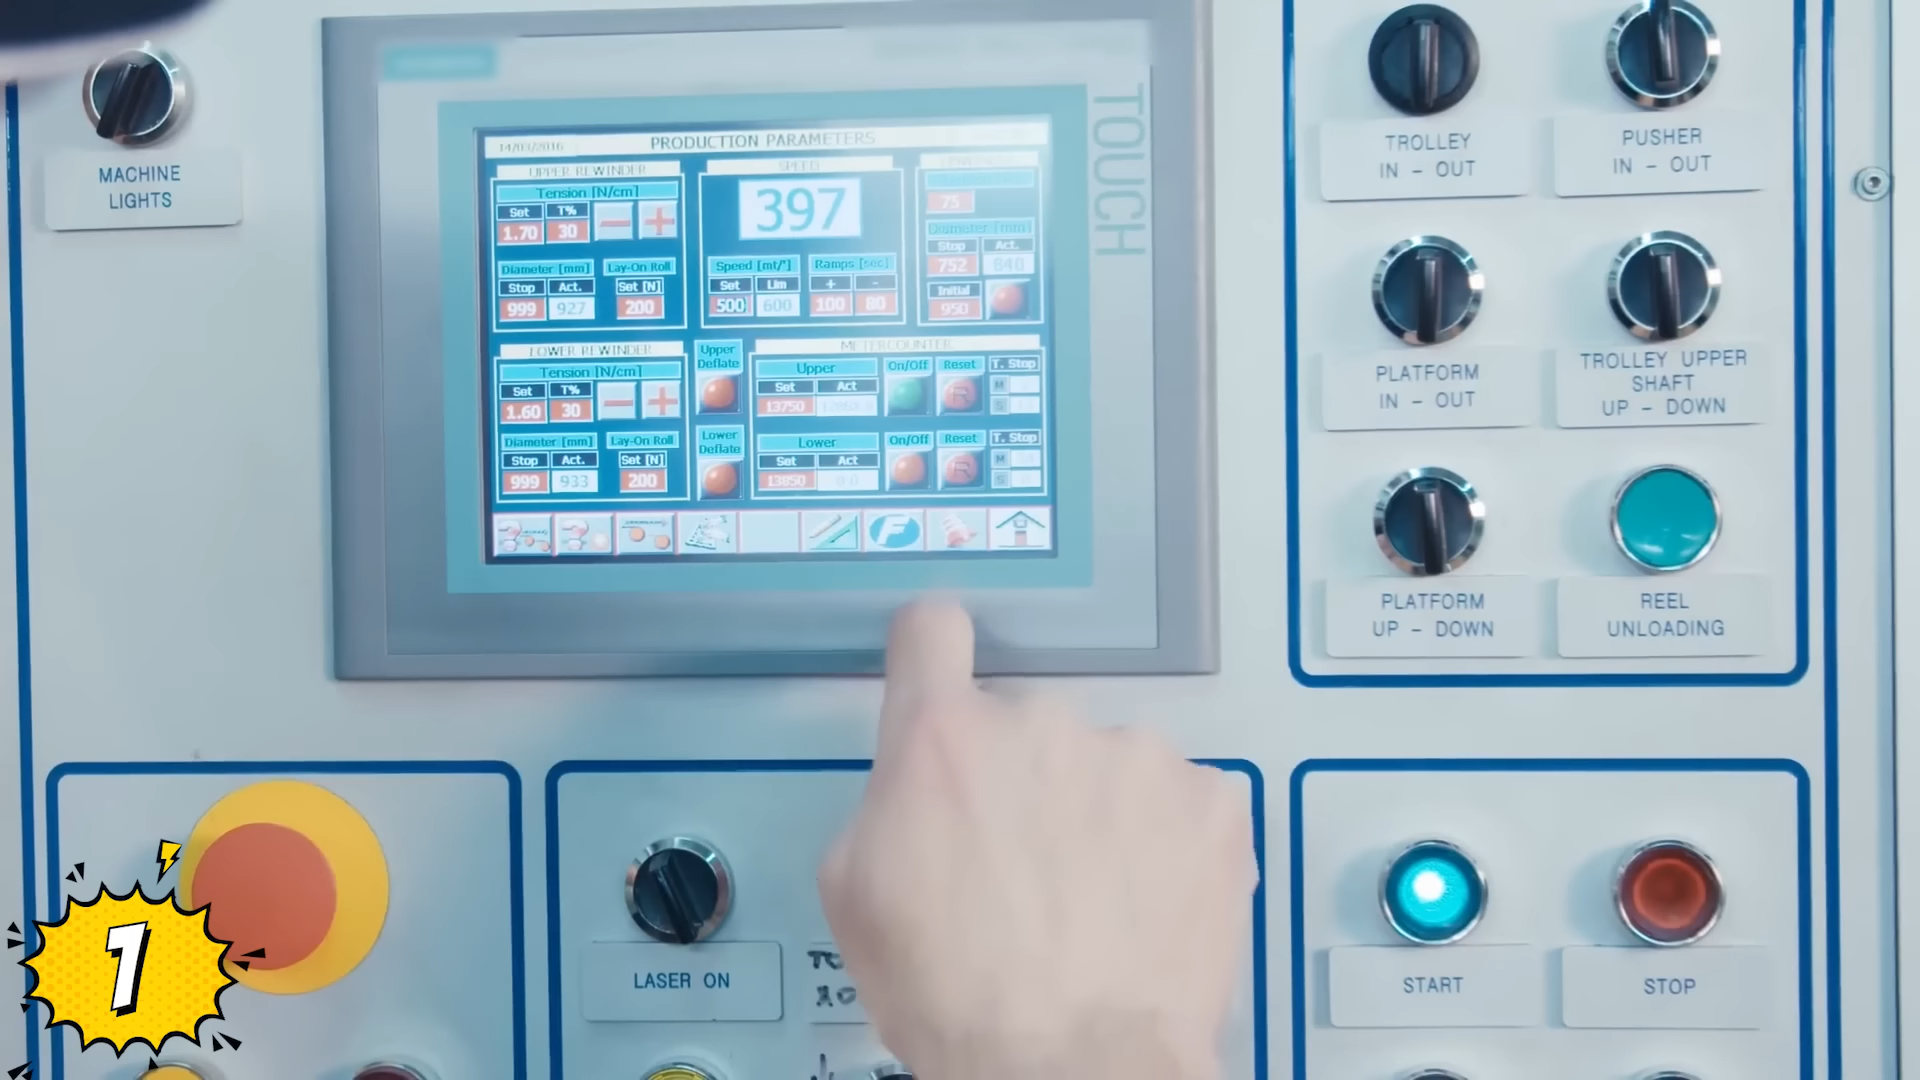 MACHINE
LIGHTS
TOUCH
14/03/2016
PRODUCTION PARAMETERS
UPPER REWINDER
Tension [N/cm]
Set T%
1.70 30
Diameter [mm] Lay-On Roll
Stop Act. Set [N]
999 927 200
SPEED
397
Speed [mt/'] Ramps [sec]
Set Lim + -
500 600 100 80
75
Diameter [mm]
Stop Act.
752 840
Initial
950
LOWER REWINDER
Tension [N/cm]
Set T%
1.60 30
Diameter [mm] Lay-On Roll
Stop Act. Set [N]
999 933 200
Upper
Deflate
Lower
Deflate
METERCOUNTER
Upper On/Off Reset T. Stop
Set Act
13750
R
M
S
Lower On/Off Reset T. Stop
Set Act
13850 0.0
R
M
S
F
TROLLEY
IN - OUT
PUSHER
IN - OUT
PLATFORM
IN - OUT
TROLLEY UPPER
SHAFT
UP - DOWN
PLATFORM
UP - DOWN
REEL
UNLOADING
LASER ON
START
STOP
1